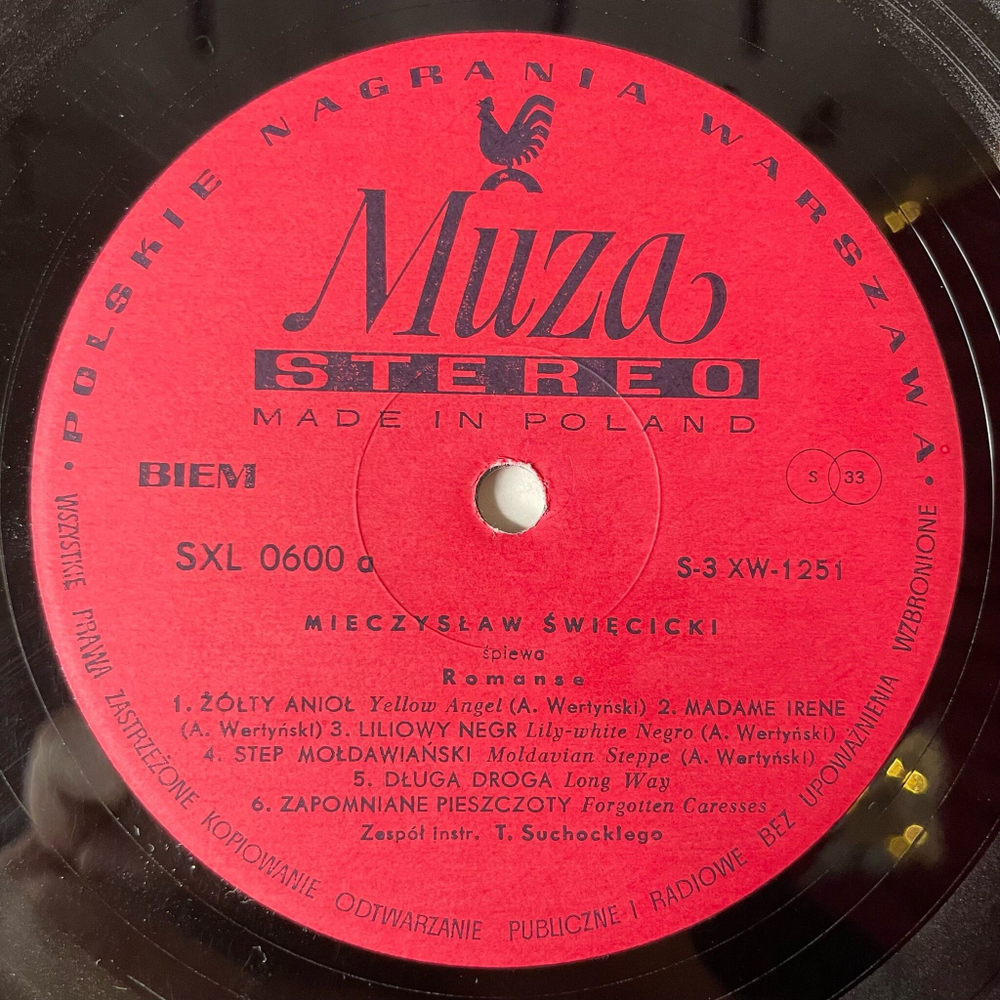 • POLSKIE NAGRANIA WARSZAWA •
Muza
STEREO
MADE IN POLAND
BIEM
S 33
SXL 0600 a
S-3 XW-1251
MIECZYSŁAW ŚWIĘCICKI
śpiewa
Romanse
1. ŻÓŁTY ANIOŁ Yellow Angel (A. Wertyński) 2. MADAME IRENE
(A. Wertyński) 3. LILIOWY NEGR Lily-white Negro (A. Wertyński)
4. STEP MOŁDAWIAŃSKI Moldavian Steppe (A. Wertyński)
5. DŁUGA DROGA Long Way
6. ZAPOMNIANE PIESZCZOTY Forgotten Caresses
Zespół instr. T. Suchockiego
WSZYSTKIE PRAWA ZASTRZEŻONE KOPIOWANIE ODTWARZANIE PUBLICZNE I RADIOWE BEZ UPOWAŻNIENIA WZBRONIONE